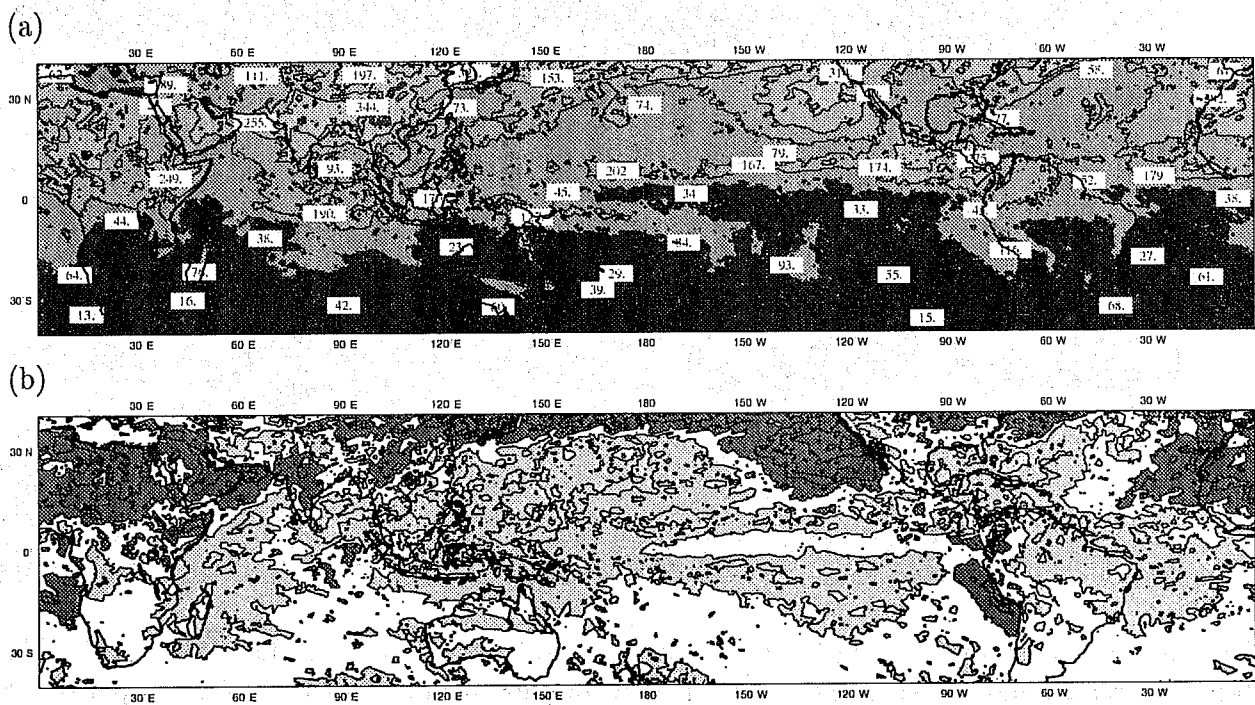 (a)
30 E 60 E 90 E 120 E 150 E 180 150 W 120 W 90 W 60 W 30 W
62. 111. 197. 153. 58.
89.
30 N 344. 73. 74.
255.
93. 202 167. 79. 174. 179
249. 45. 34 52.
0 190. 33. 38.
44. 38. 23. 84. 27.
64. 29. 93. 55. 61.
16. 42. 39. 68.
30 S 13. 15.
30 E 60 E 90 E 120 E 150 E 180 150 W 120 W 90 W 60 W 30 W
(b)
30 E 60 E 90 E 120 E 150 E 180 150 W 120 W 90 W 60 W 30 W
30 N
0
30 S
30 E 60 E 90 E 120 E 150 E 180 150 W 120 W 90 W 60 W 30 W